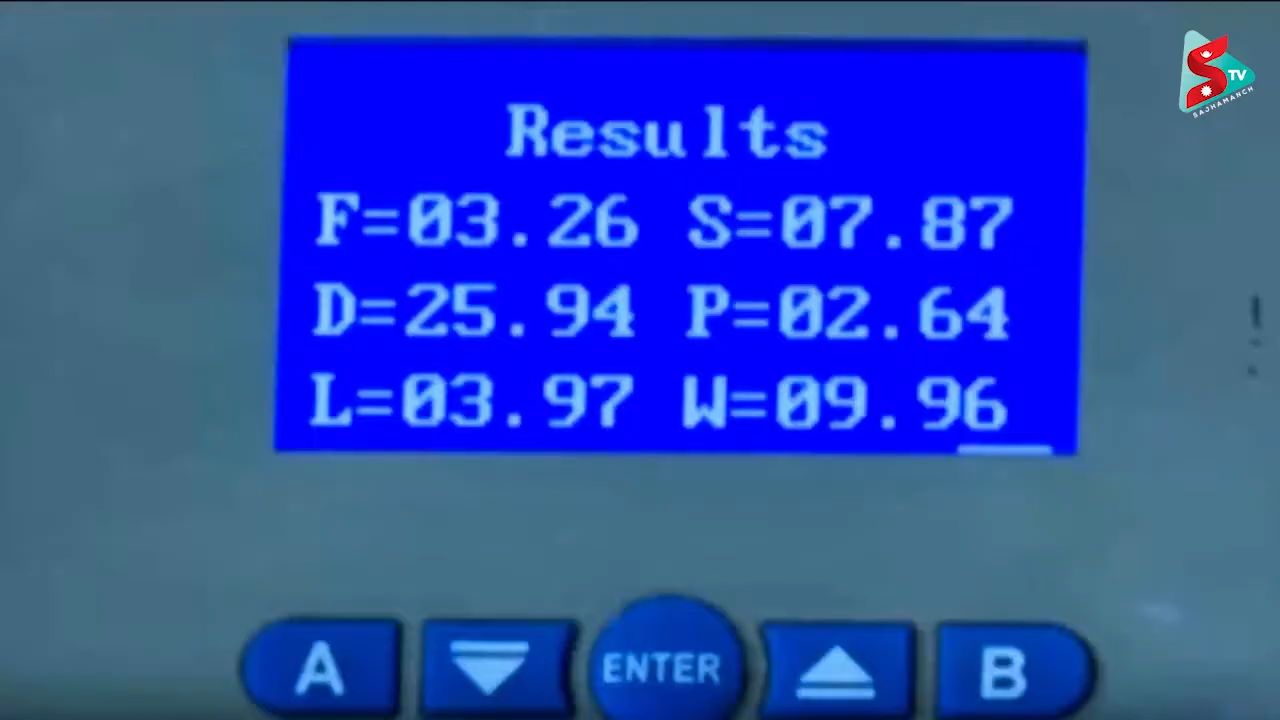 Results
F=03.26 S=07.87
D=25.94 P=02.64
L=03.97 W=09.96
A ENTER B
S TV
SAJHAMANCH